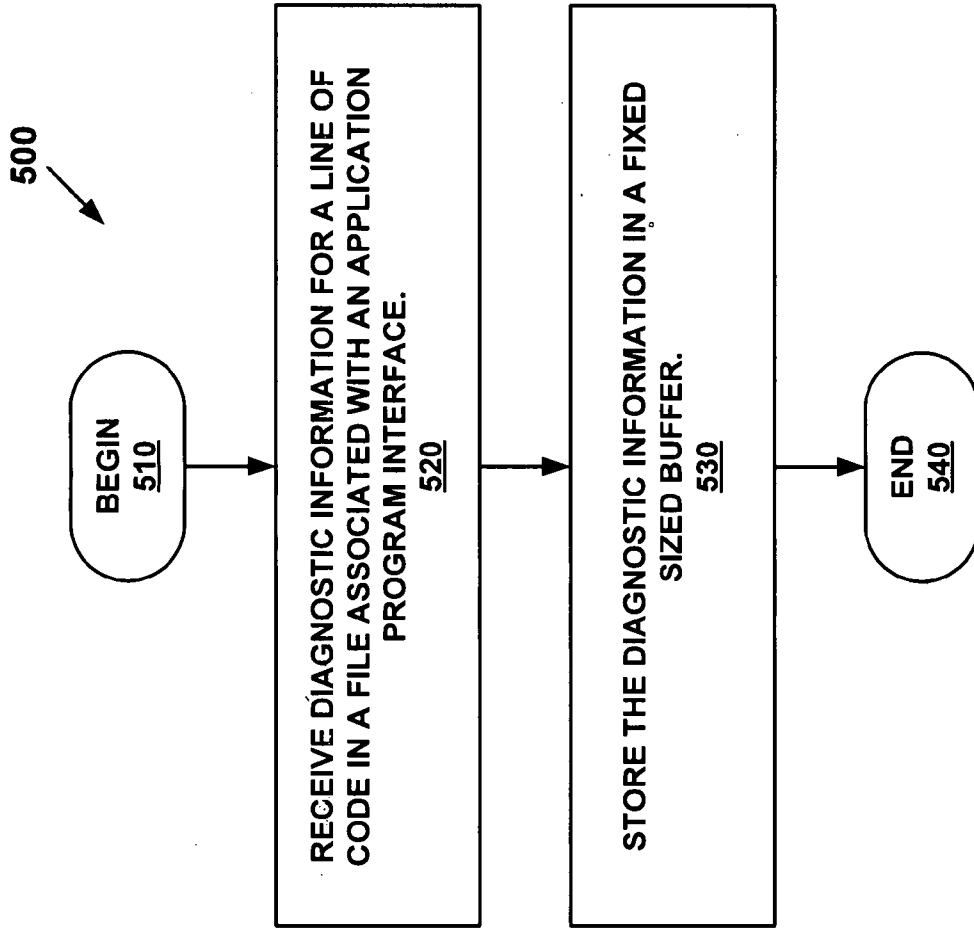 500
BEGIN
510
RECEIVE DIAGNOSTIC INFORMATION FOR A LINE OF
CODE IN A FILE ASSOCIATED WITH AN APPLICATION
PROGRAM INTERFACE.
520
STORE THE DIAGNOSTIC INFORMATION IN A FIXED
SIZED BUFFER.
530
END
540